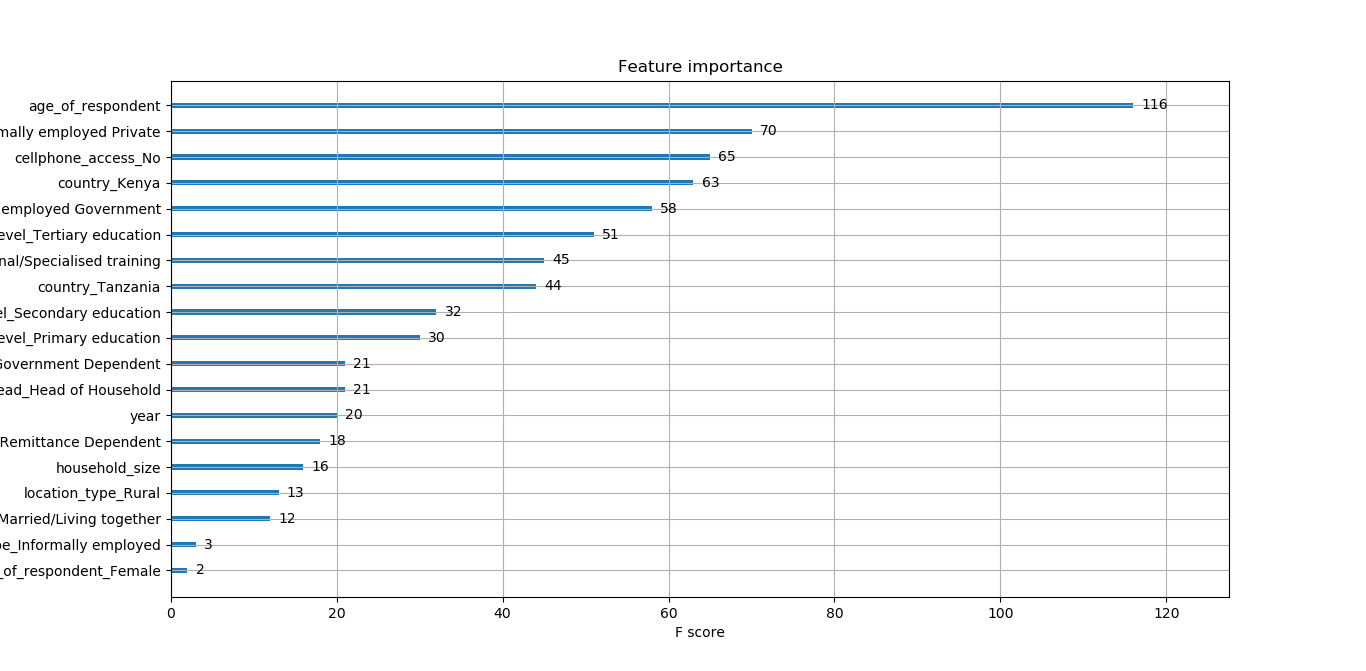 Feature importance
age_of_respondent 116
mally employed Private 70
cellphone_access_No 65
country_Kenya 63
employed Government 58
evel_Tertiary education 51
nal/Specialised training 45
country_Tanzania 44
el_Secondary education 32
evel_Primary education 30
Government Dependent 21
ead_Head of Household 21
year 20
Remittance Dependent 18
household_size 16
location_type_Rural 13
Married/Living together 12
pe_Informally employed 3
_of_respondent_Female 2
0 20 40 60 80 100 120
F score